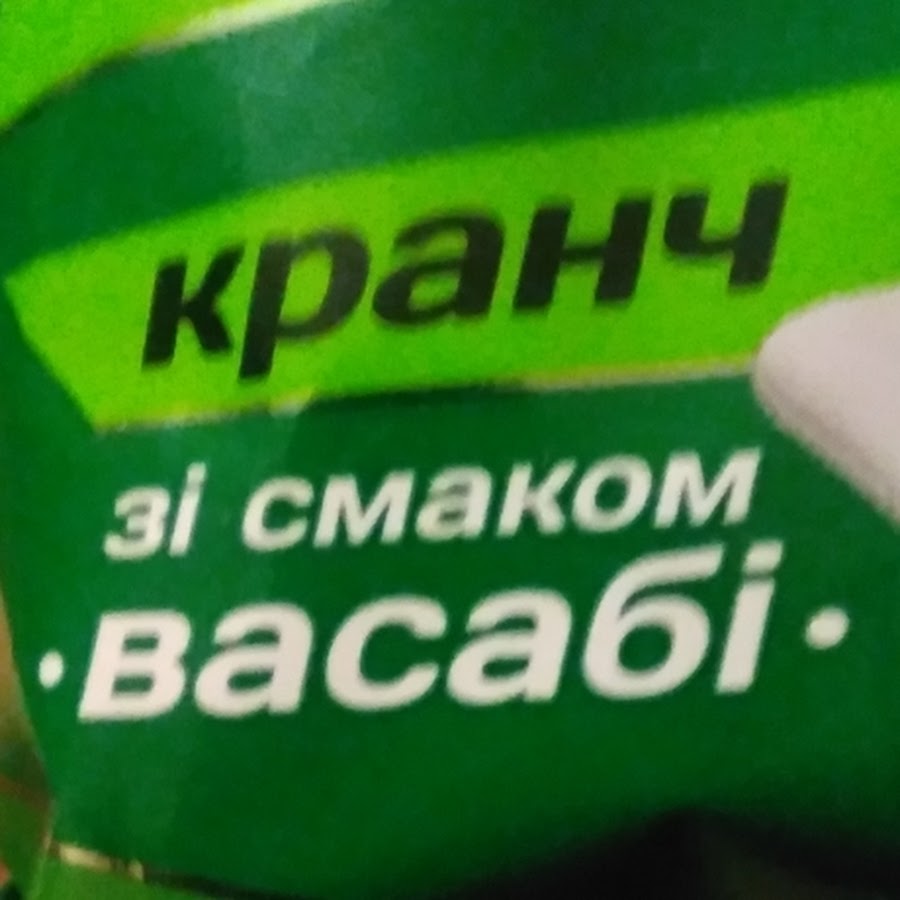 кранч
зі смаком
• васабі •